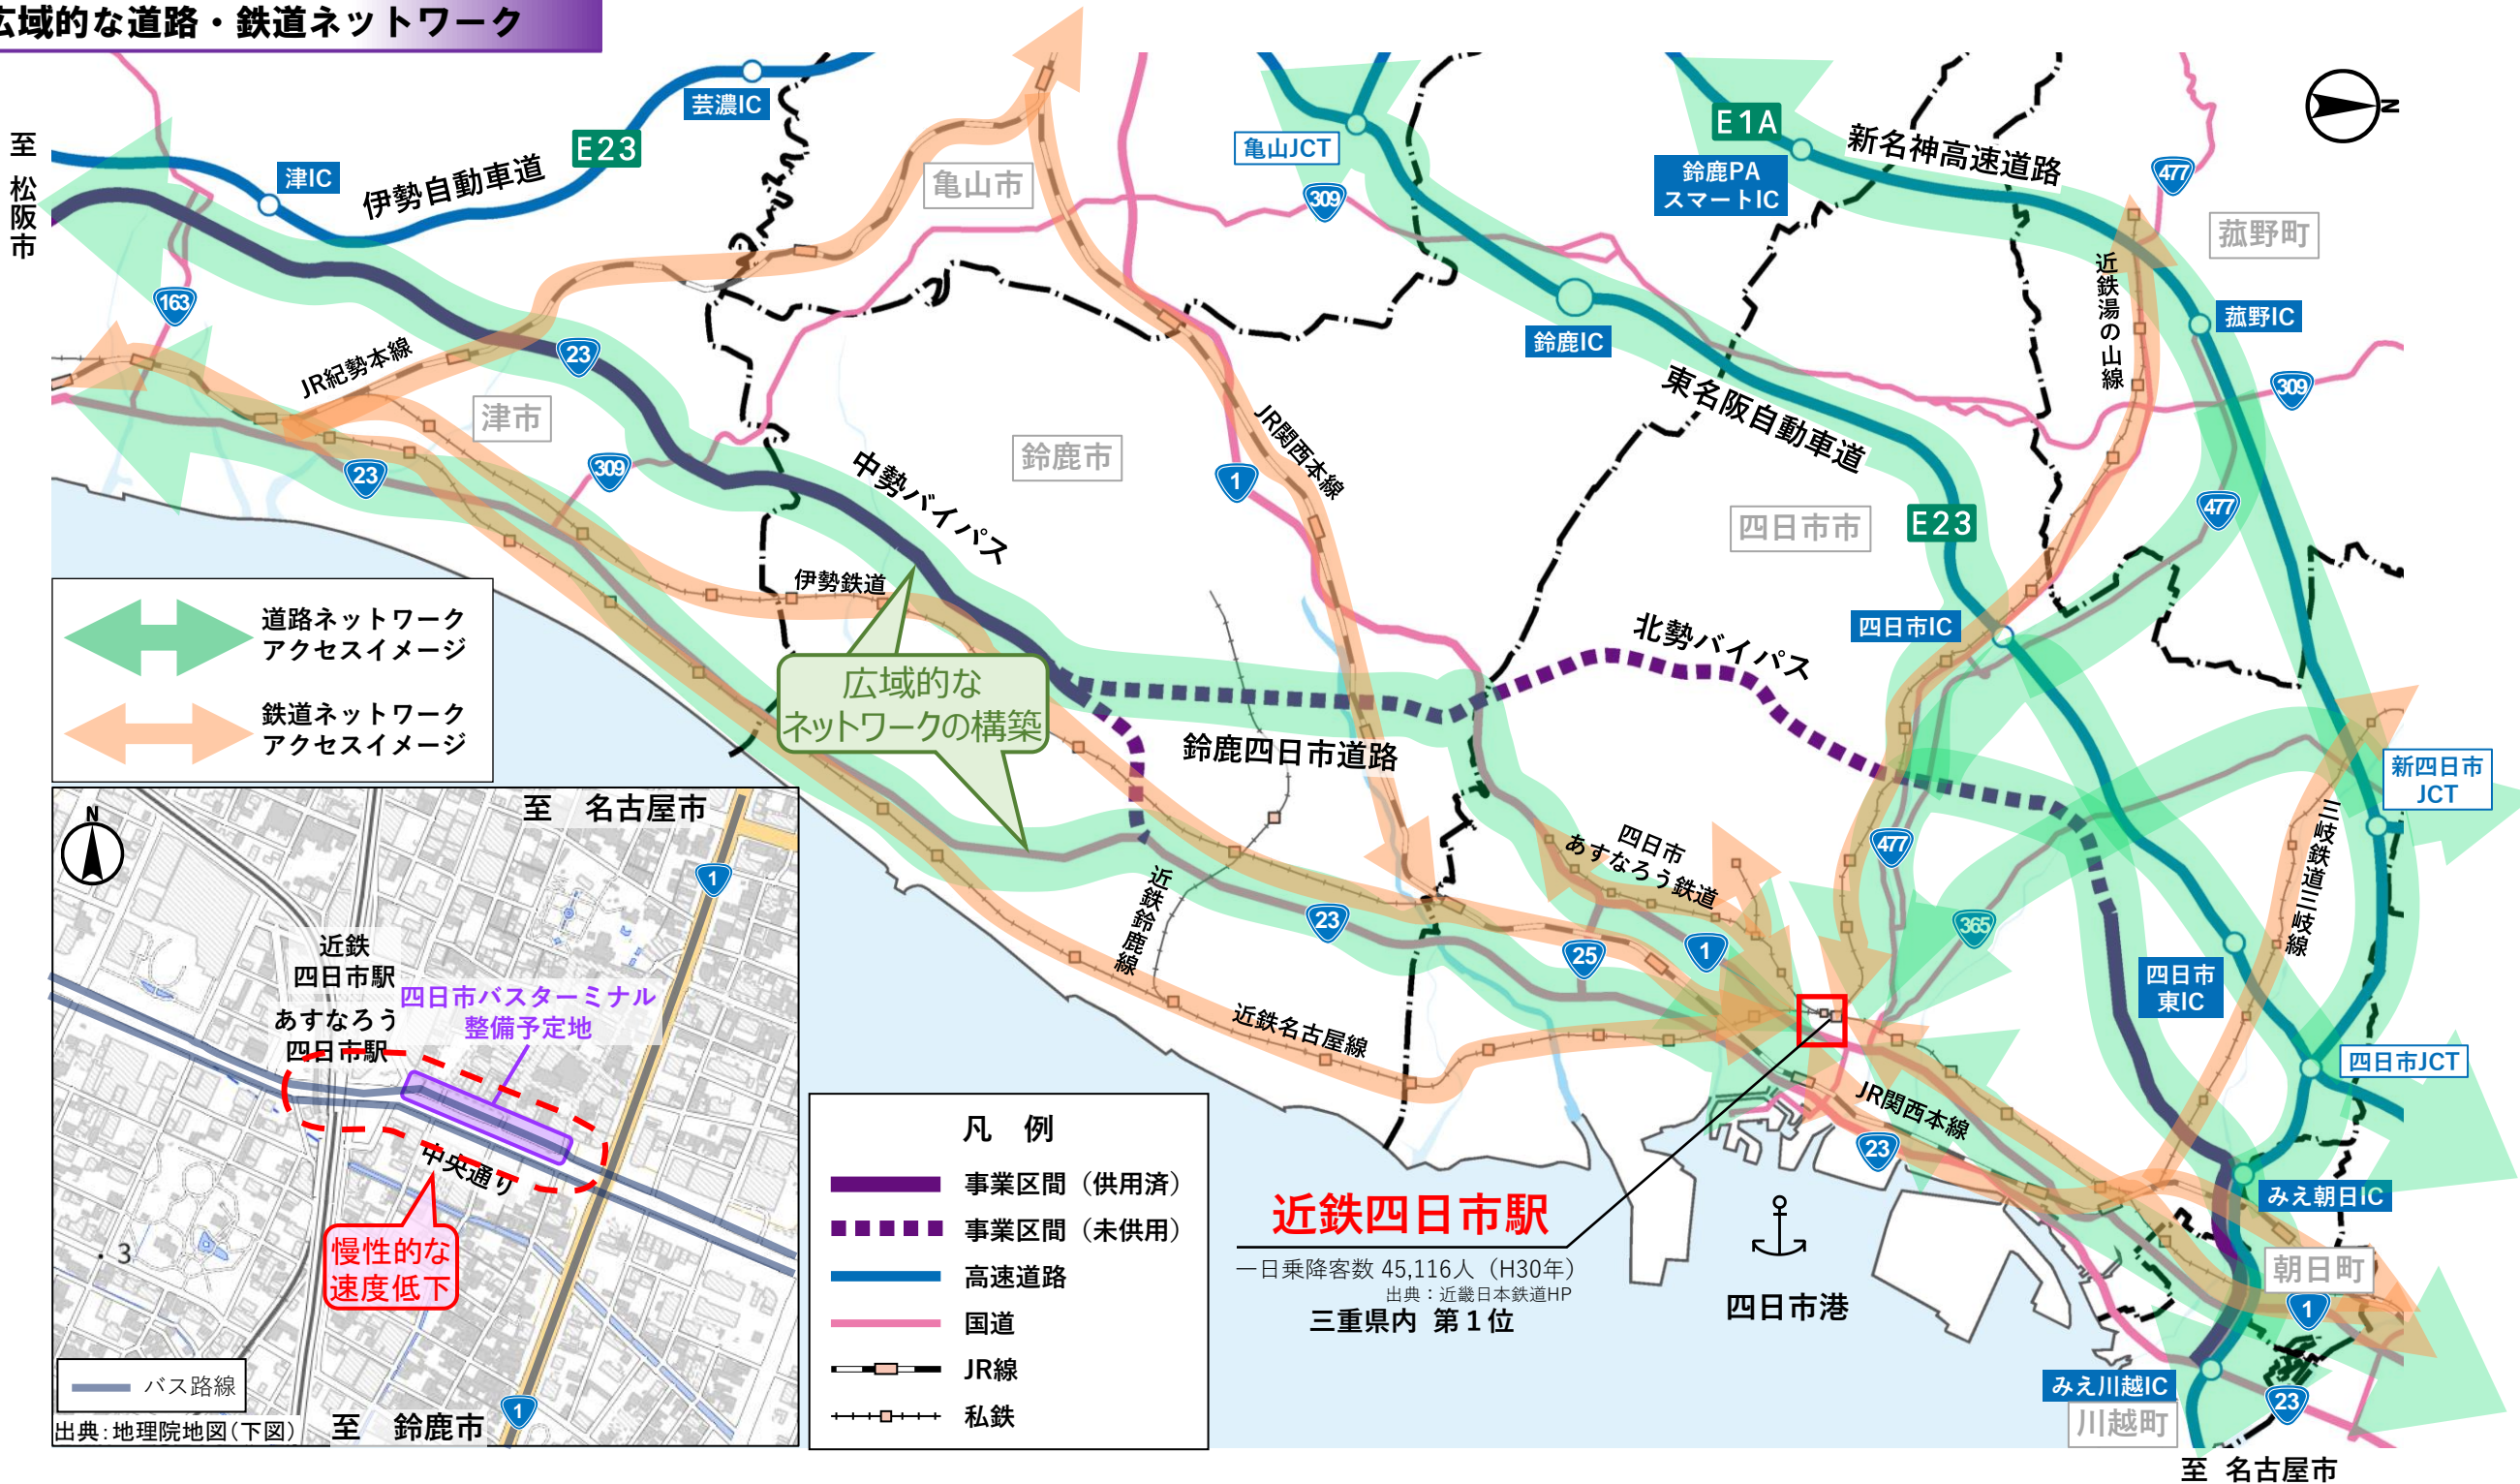 広域的な道路・鉄道ネットワーク
至 松阪市
津IC
伊勢自動車道
E23
芸濃IC
亀山市
亀山JCT
309
E1A
鈴鹿PA
スマートIC
新名神高速道路
477
N
菰野町
163
JR紀勢本線
23
津市
23
309
中勢バイパス
鈴鹿市
1
JR関西本線
鈴鹿IC
東名阪自動車道
近鉄湯の山線
菰野IC
309
四日市市
E23
477
道路ネットワーク
アクセスイメージ
鉄道ネットワーク
アクセスイメージ
伊勢鉄道
広域的な
ネットワークの構築
鈴鹿四日市道路
北勢バイパス
四日市IC
新四日市
JCT
三岐鉄道三岐線
四日市
あすなろう鉄道
477
365
近鉄鈴鹿線
23
25
1
四日市
東IC
近鉄名古屋線
四日市JCT
JR関西本線
23
みえ朝日IC
朝日町
1
みえ川越IC
川越町
23
至 名古屋市
四日市港
近鉄四日市駅
一日乗降客数 45,116人（H30年）
出典：近畿日本鉄道HP
三重県内 第１位
N
至 名古屋市
1
近鉄
四日市駅
あすなろう
四日市駅
四日市バスターミナル
整備予定地
中央通り
慢性的な
速度低下
3
バス路線
出典：地理院地図（下図）
至 鈴鹿市
1
凡 例
事業区間（供用済）
事業区間（未供用）
高速道路
国道
JR線
私鉄